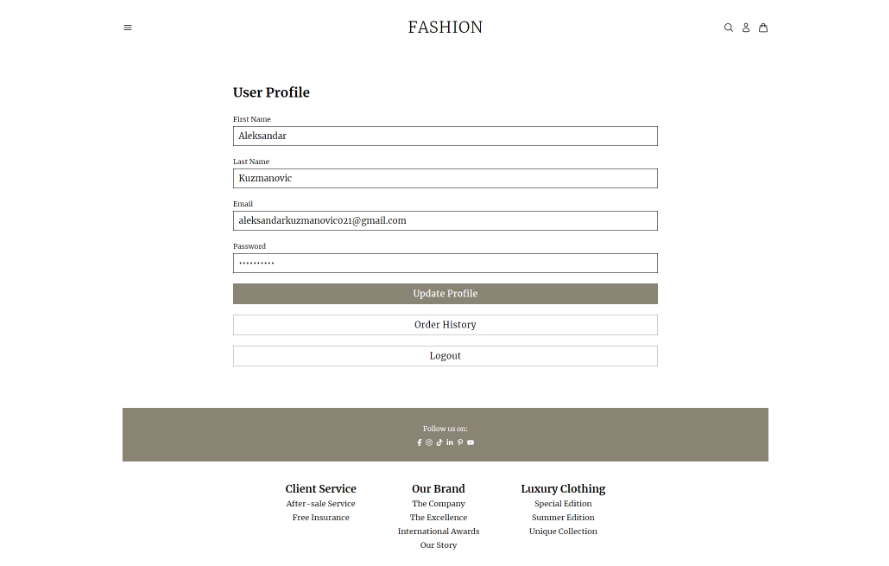 FASHION
User Profile
First Name
Aleksandar
Last Name
Kuzmanovic
Email
aleksandarkuzmanovic021@gmail.com
Password
••••••••••
Update Profile
Order History
Logout
Follow us on:
Client Service
After-sale Service
Free Insurance
Our Brand
The Company
The Excellence
International Awards
Our Story
Luxury Clothing
Special Edition
Summer Edition
Unique Collection